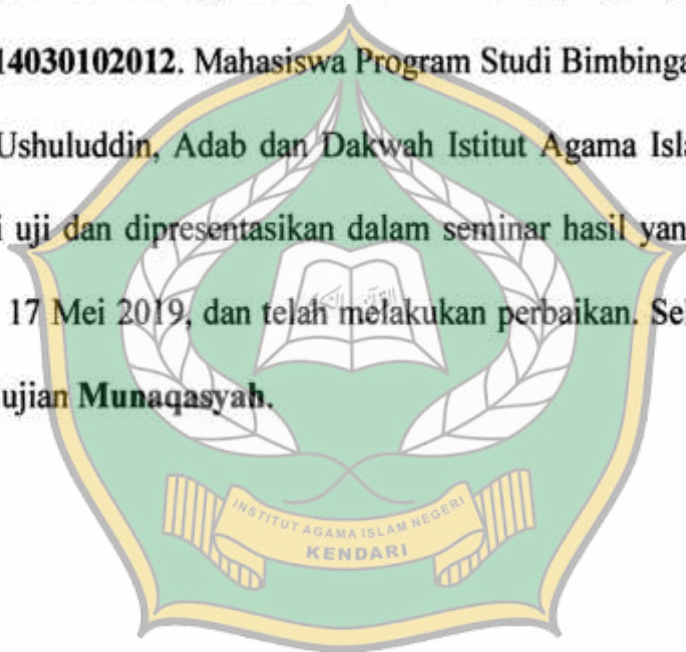 14030102012. Mahasiswa Program Studi Bimbinga
Ushuluddin, Adab dan Dakwah Istitut Agama Isla
i uji dan dipresentasikan dalam seminar hasil yan
17 Mei 2019, dan telah melakukan perbaikan. Sel
ujian Munaqasyah.
INSTITUT AGAMA ISLAM NEGERI
KENDARI